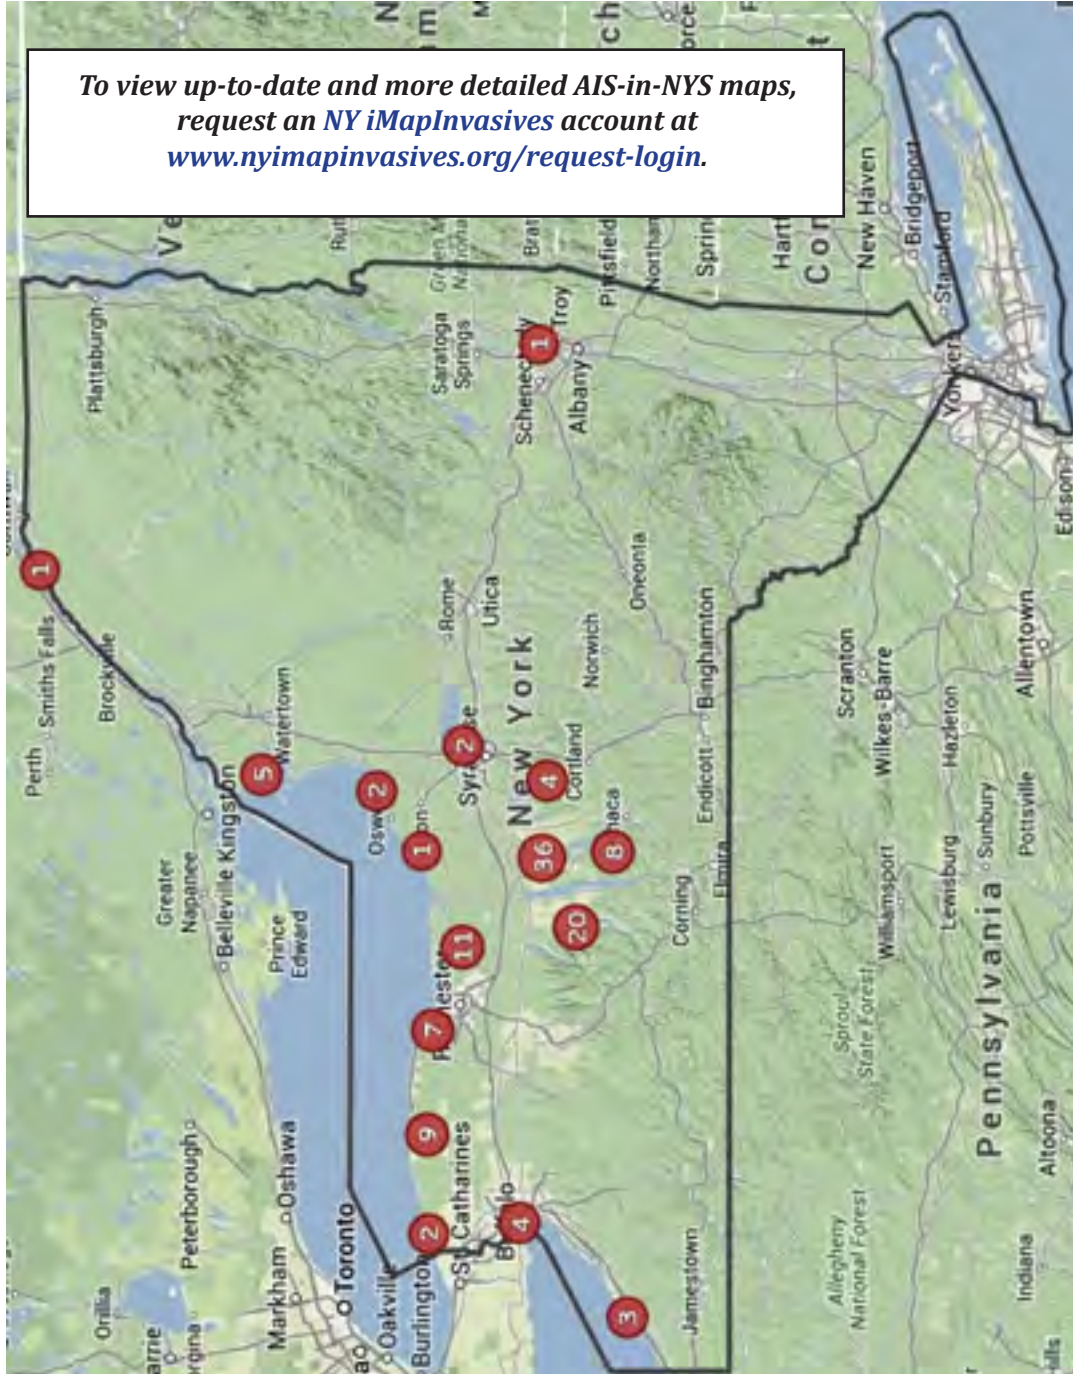 To view up-to-date and more detailed AIS-in-NYS maps,
request an NY iMapInvasives account at
www.nyimapinvasives.org/request-login.
Plattsburgh
Saratoga
Springs
Troy
Albany
Pittsfield
New Haven
Bridgeport
Stamford
Yonkers
Edison
1
1
Perth
Smiths Falls
Brockville
Watertown
5
Rome
Utica
New York
Norwich
Oneonta
Binghamton
Endicott
Cortland
4
2
2
1
36
8
20
11
7
9
2
4
3
Greater
Napanee
Belleville
Kingston
Prince
Edward
Corning
Elmira
Scranton
Wilkes-Barre
Hazleton
Allentown
Pottsville
Sunbury
Lewisburg
Williamsport
Pennsylvania
Sproul
State Forest
Allegheny
National Forest
Altoona
Indiana
Jamestown
Peterborough
Oshawa
Orillia
Markham
Toronto
Oakville
Burlington
Catharines